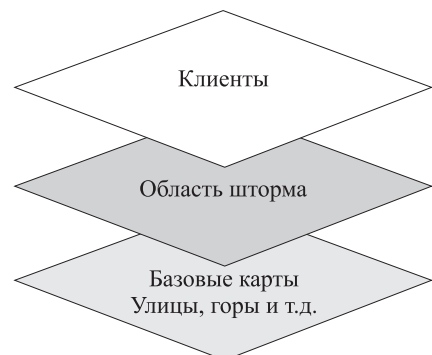 Клиенты
Область шторма
Базовые карты
Улицы, горы и т.д.